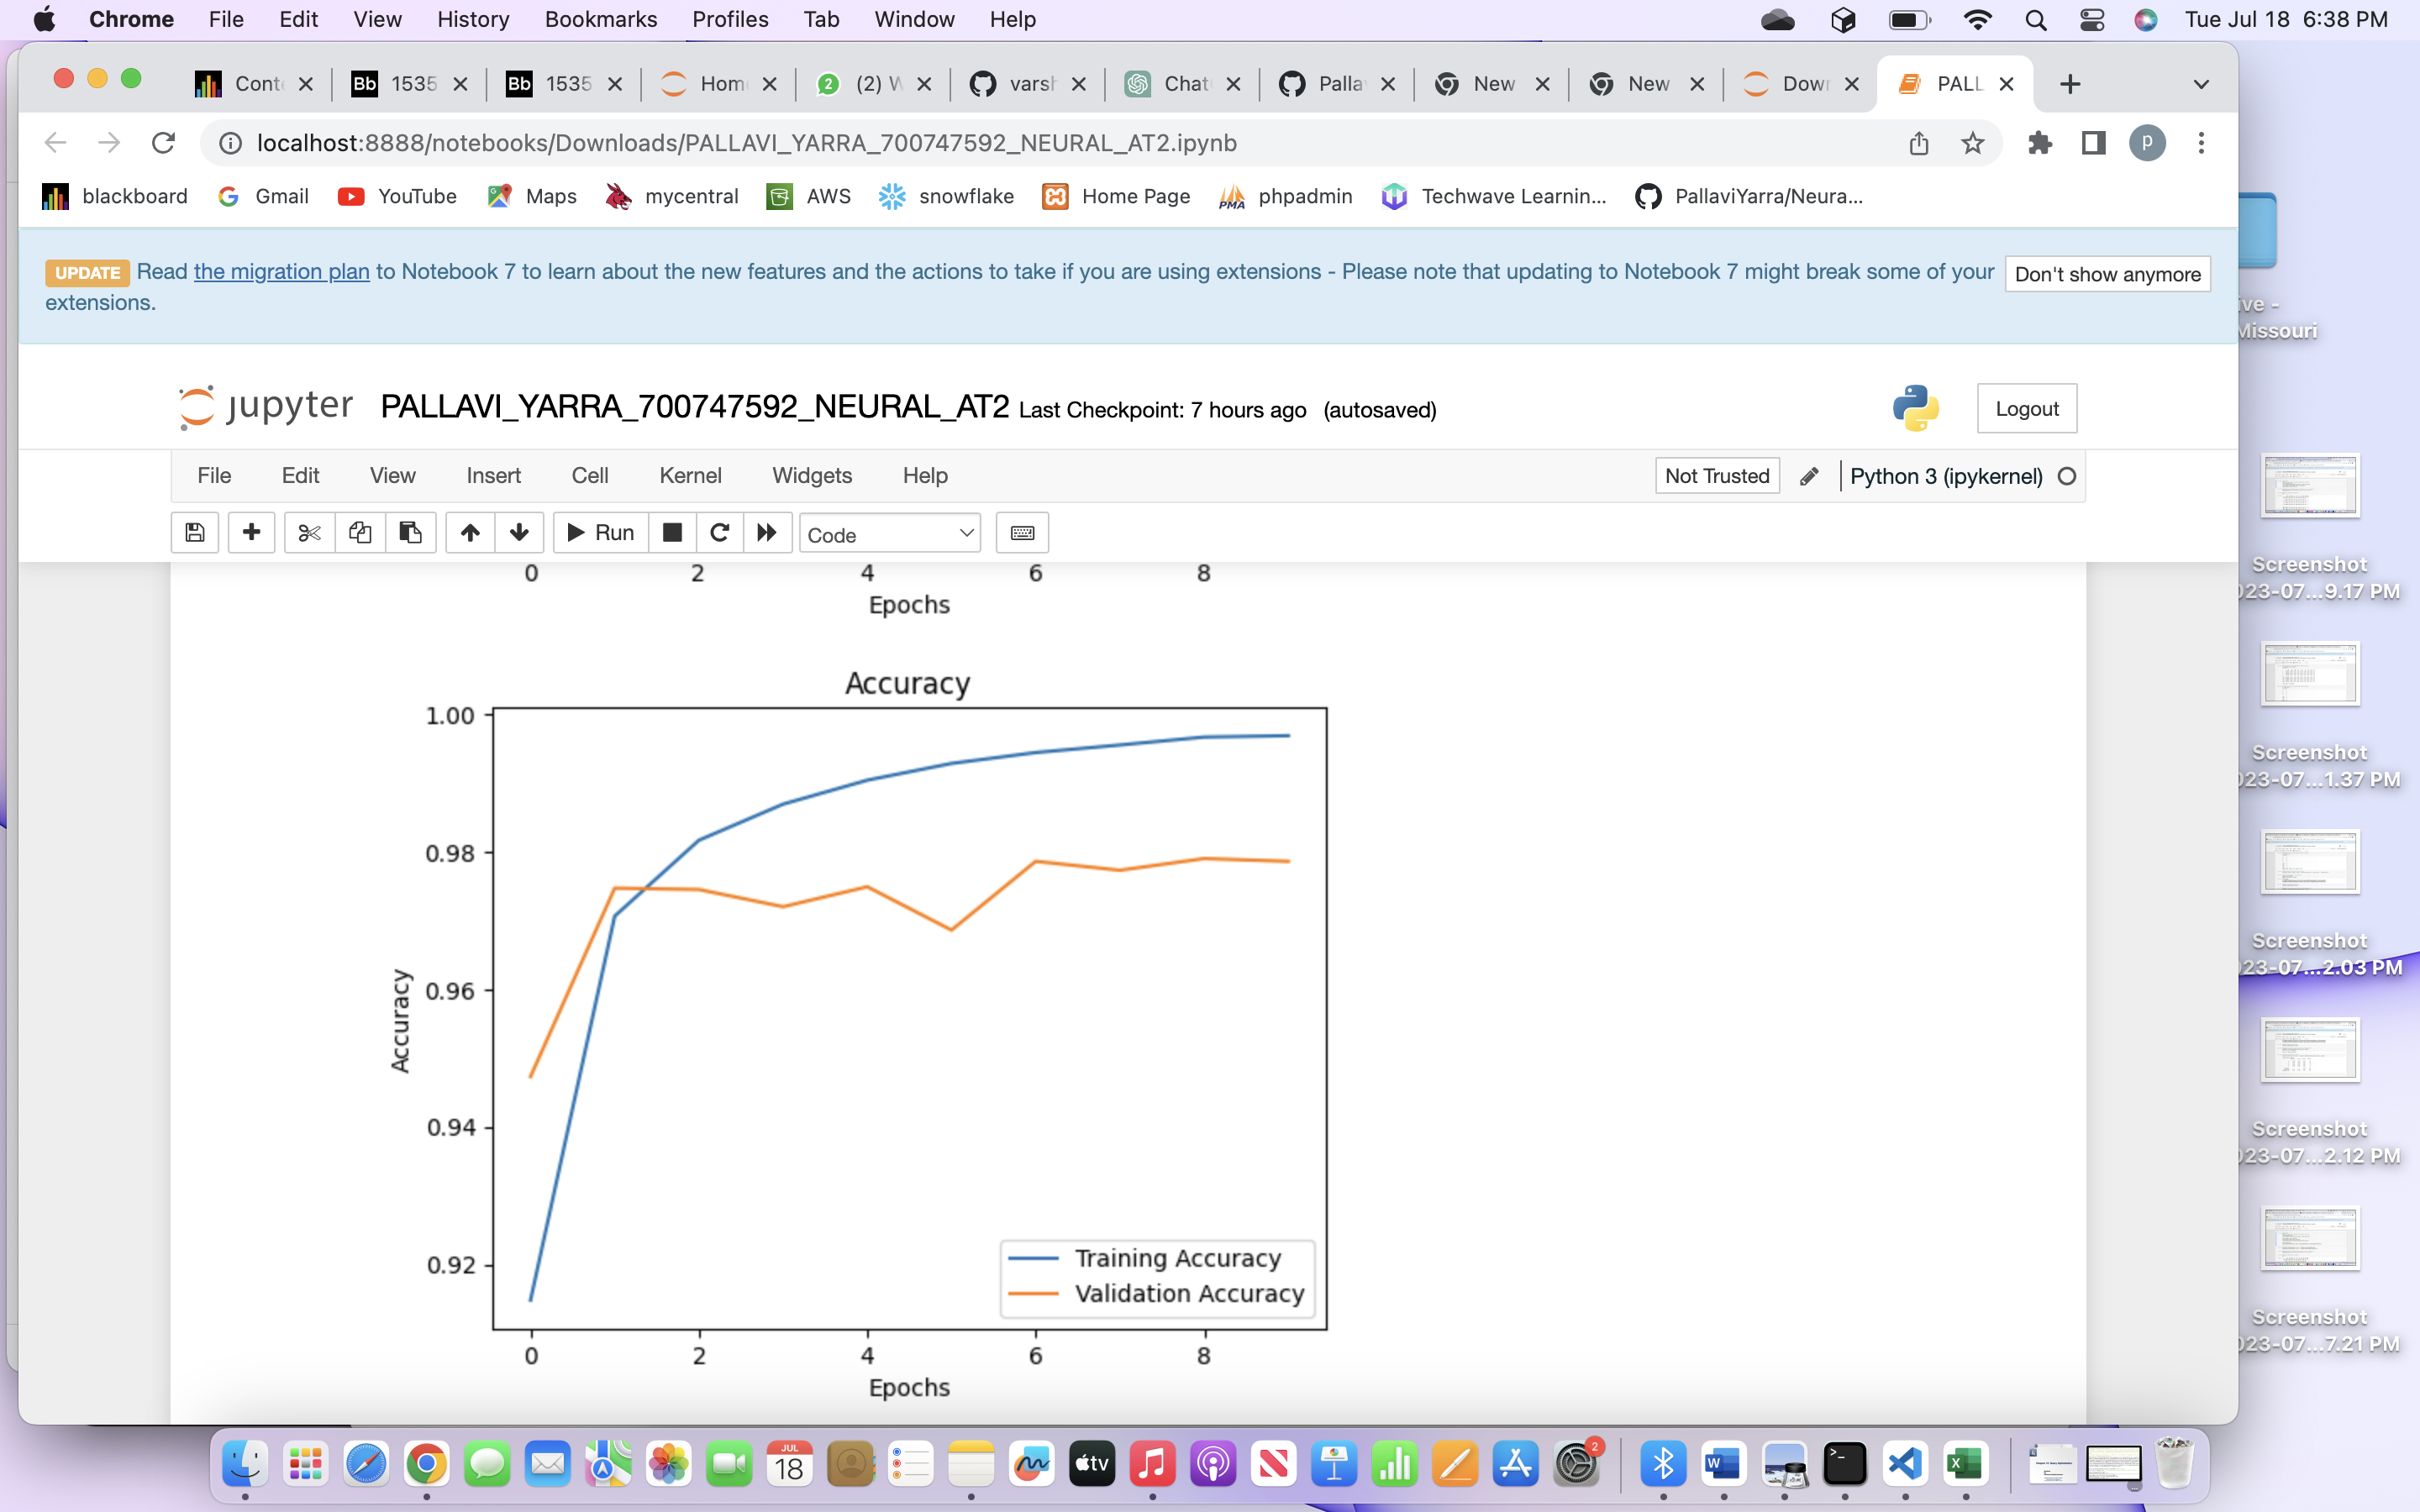 Chrome File Edit View History Bookmarks Profiles Tab Window Help Tue Jul 18 6:38 PM
Cont Bb 1535 Bb 1535 Hom 2 (2) W varsh Chat Palla New New Down PALL
localhost:8888/notebooks/Downloads/PALLAVI_YARRA_700747592_NEURAL_AT2.ipynb p
blackboard Gmail YouTube Maps mycentral AWS snowflake Home Page PMA phpadmin Techwave Learnin... PallaviYarra/Neura...
UPDATE Read the migration plan to Notebook 7 to learn about the new features and the actions to take if you are using extensions - Please note that updating to Notebook 7 might break some of your Don't show anymore
extensions.
ve -
Missouri
jupyter PALLAVI_YARRA_700747592_NEURAL_AT2 Last Checkpoint: 7 hours ago (autosaved) Logout
File Edit View Insert Cell Kernel Widgets Help Not Trusted Python 3 (ipykernel)
Run Code
0 2 4 6 8
Epochs
Accuracy
1.00
0.98
0.96
0.94
0.92
Accuracy
Training Accuracy
Validation Accuracy
0 2 4 6 8
Epochs
Screenshot
023-07...9.17 PM
Screenshot
023-07...1.37 PM
Screenshot
023-07...2.03 PM
Screenshot
023-07...2.12 PM
Screenshot
023-07...7.21 PM
JUL
18
tv
2
W
X